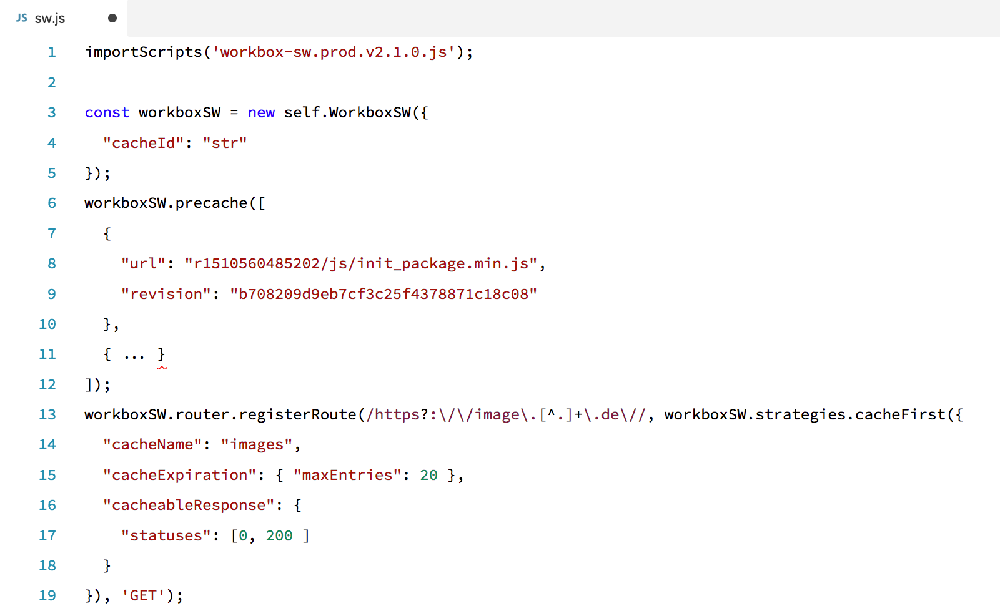 JS sw.js
1 importScripts('workbox-sw.prod.v2.1.0.js');
2
3 const workboxSW = new self.WorkboxSW({
4   "cacheId": "str"
5 });
6 workboxSW.precache([
7   {
8     "url": "r1510560485202/js/init_package.min.js",
9     "revision": "b708209d9eb7cf3c25f4378871c18c08"
10   },
11   { ... }
12 ]);
13 workboxSW.router.registerRoute(/https?:\/\/image\.[^.]+\.de\//, workboxSW.strategies.cacheFirst({
14   "cacheName": "images",
15   "cacheExpiration": { "maxEntries": 20 },
16   "cacheableResponse": {
17     "statuses": [0, 200 ]
18   }
19 }), 'GET');